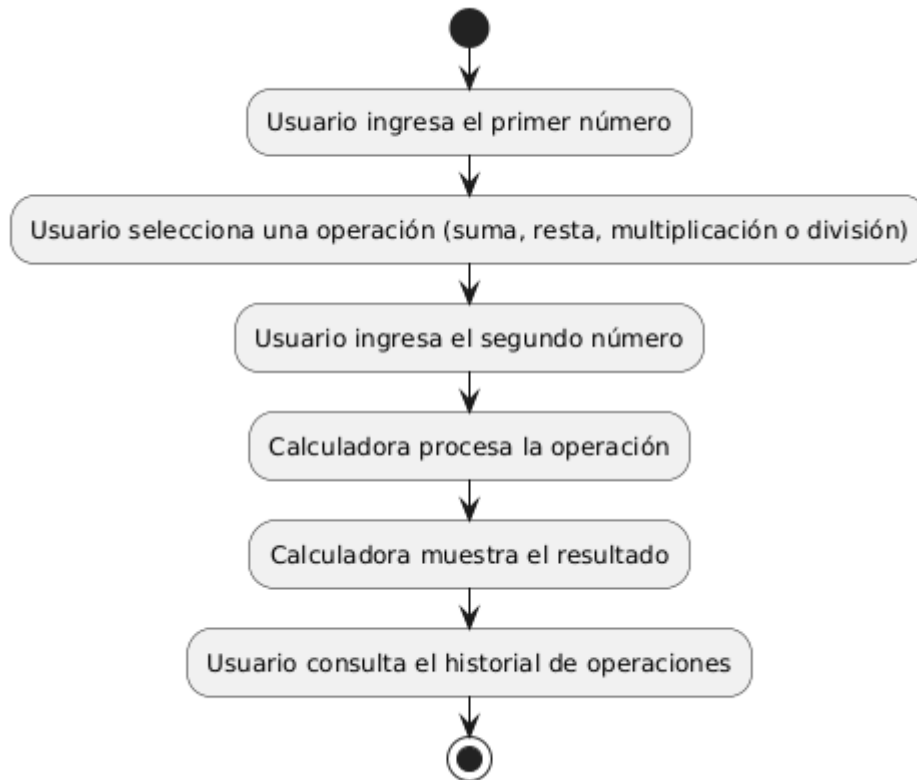 Usuario ingresa el primer número
Usuario selecciona una operación (suma, resta, multiplicación o división)
Usuario ingresa el segundo número
Calculadora procesa la operación
Calculadora muestra el resultado
Usuario consulta el historial de operaciones